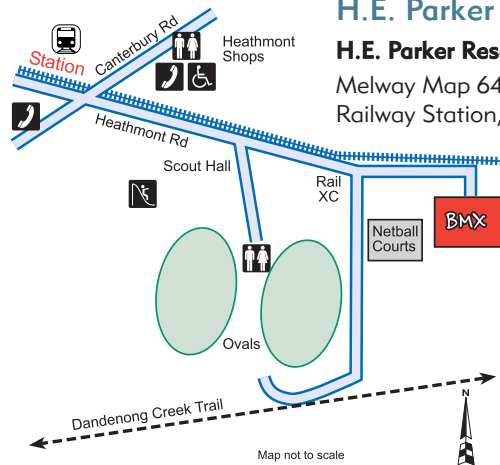 H.E. Parker
H.E. Parker Rese
Melway Map 64
Railway Station,
Canterbury Rd
Heathmont
Shops
Station
Heathmont Rd
Scout Hall
Rail
XC
Netball
Courts
BMX
Ovals
Dandenong Creek Trail
N
Map not to scale